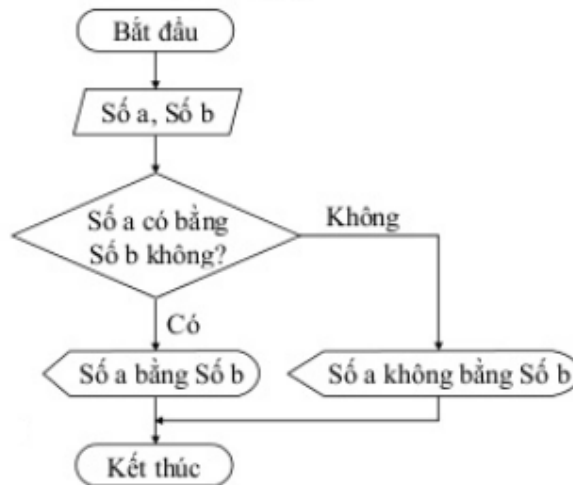 Bắt đầu
Số a, Số b
Số a có bằng
Số b không?
Không
Có
Số a bằng Số b
Số a không bằng Số b
Kết thúc